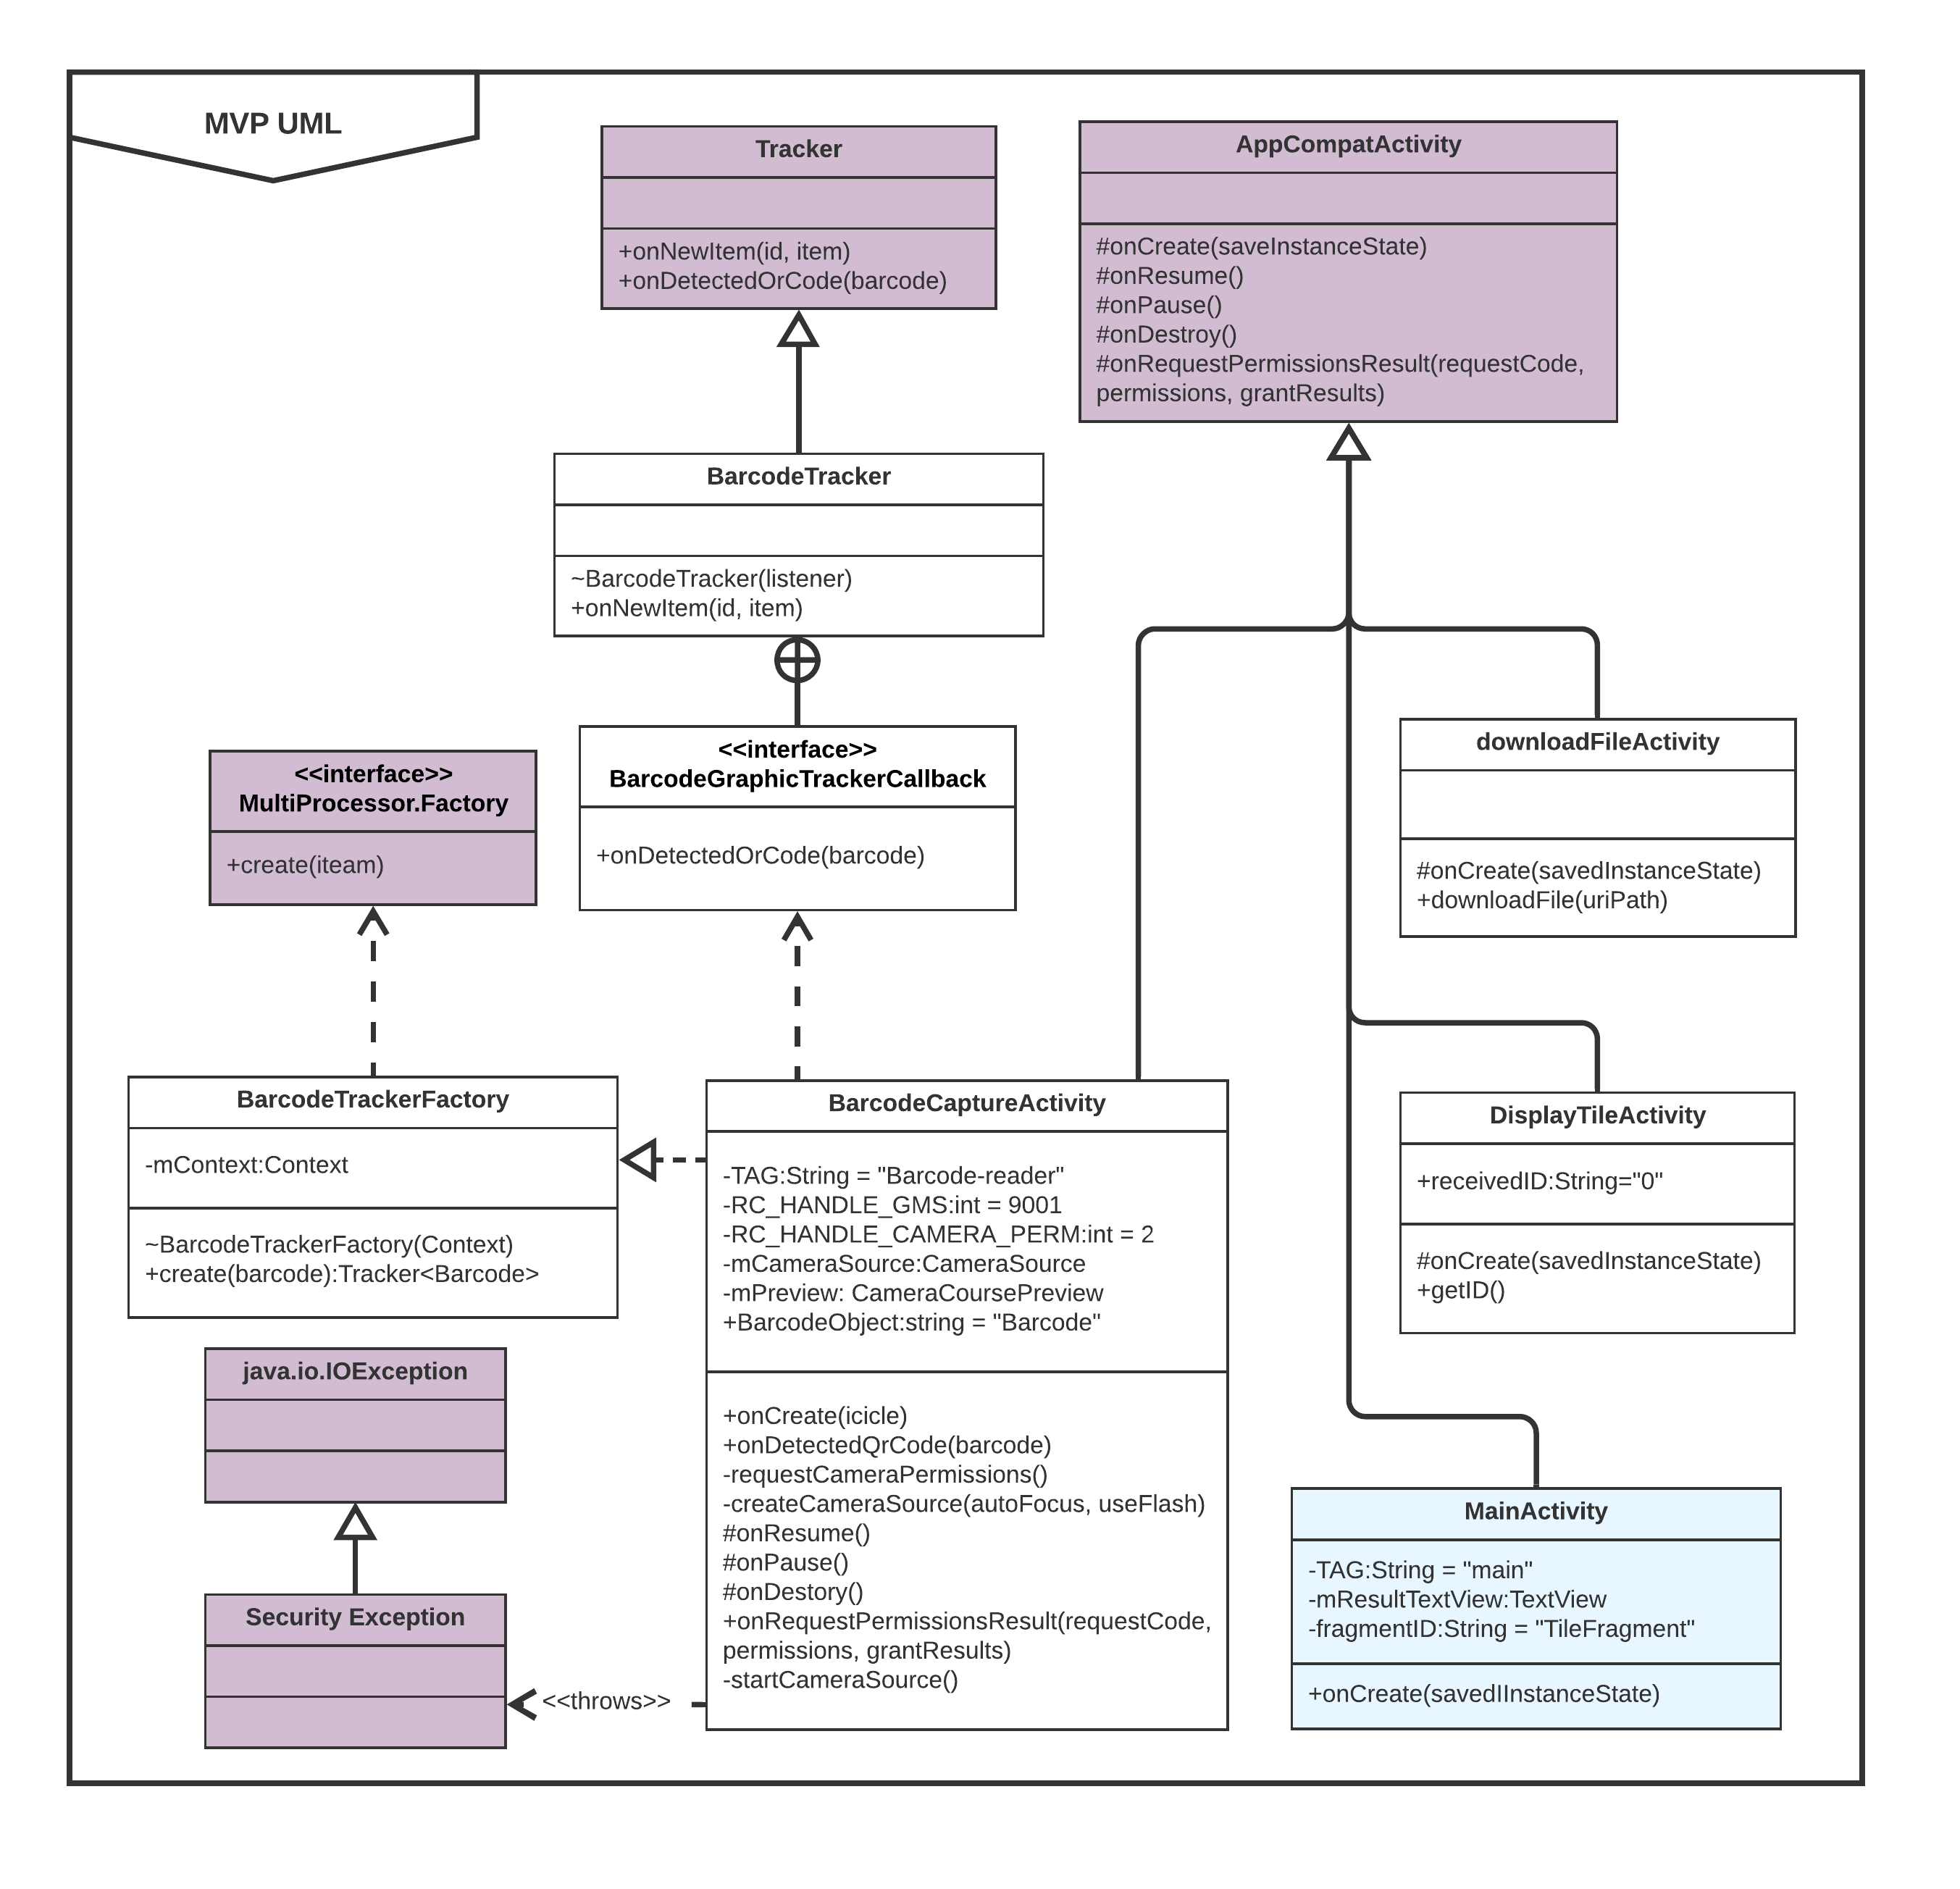 MVP UML
Tracker
+onNewItem(id, item)
+onDetectedOrCode(barcode)
AppCompatActivity
#onCreate(saveInstanceState)
#onResume()
#onPause()
#onDestroy()
#onRequestPermissionsResult(requestCode,
permissions, grantResults)
BarcodeTracker
~BarcodeTracker(listener)
+onNewItem(id, item)
<<interface>>
MultiProcessor.Factory
+create(iteam)
<<interface>>
BarcodeGraphicTrackerCallback
+onDetectedOrCode(barcode)
downloadFileActivity
#onCreate(savedInstanceState)
+downloadFile(uriPath)
BarcodeTrackerFactory
-mContext:Context
~BarcodeTrackerFactory(Context)
+create(barcode):Tracker<Barcode>
BarcodeCaptureActivity
-TAG:String = "Barcode-reader"
-RC_HANDLE_GMS:int = 9001
-RC_HANDLE_CAMERA_PERM:int = 2
-mCameraSource:CameraSource
-mPreview: CameraCoursePreview
+BarcodeObject:string = "Barcode"
+onCreate(icicle)
+onDetectedQrCode(barcode)
-requestCameraPermissions()
-createCameraSource(autoFocus, useFlash)
#onResume()
#onPause()
#onDestory()
+onRequestPermissionsResult(requestCode,
permissions, grantResults)
-startCameraSource()
DisplayTileActivity
+receivedID:String="0"
#onCreate(savedInstanceState)
+getID()
java.io.IOException
Security Exception
<<throws>>
MainActivity
-TAG:String = "main"
-mResultTextView:TextView
-fragmentID:String = "TileFragment"
+onCreate(savedIInstanceState)